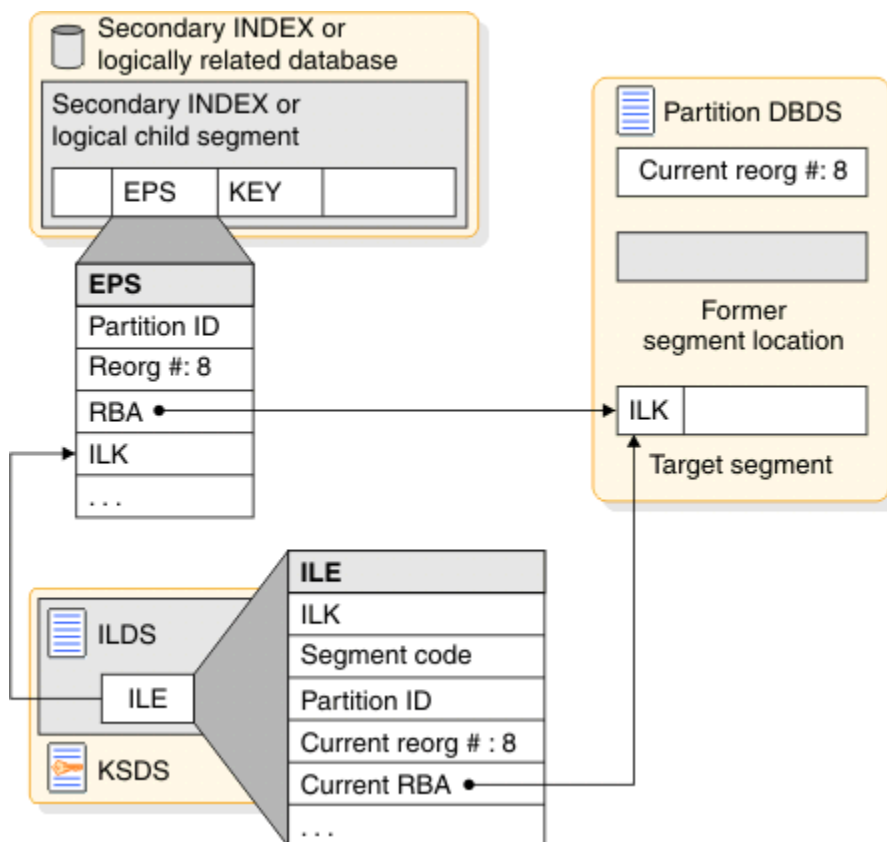 Secondary INDEX or
logically related database
Secondary INDEX or
logical child segment
EPS KEY
EPS
Partition ID
Reorg #: 8
RBA
ILK
. . .
Partition DBDS
Current reorg #: 8
Former
segment location
ILK
Target segment
ILDS
ILE
KSDS
ILE
ILK
Segment code
Partition ID
Current reorg # : 8
Current RBA
. . .